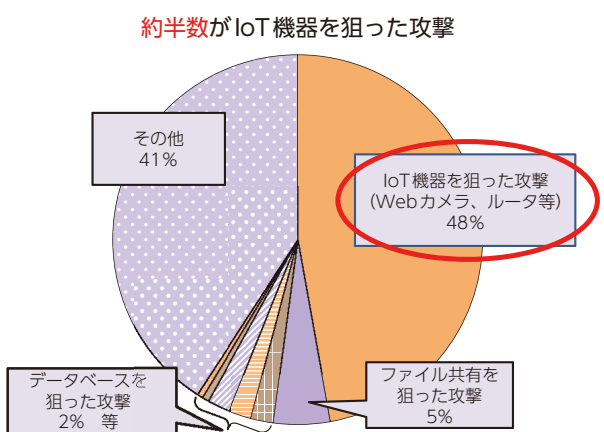 約半数がIoT機器を狙った攻撃
その他
41%
IoT機器を狙った攻撃
(Webカメラ、ルータ等)
48%
データベースを
狙った攻撃
2% 等
ファイル共有を
狙った攻撃
5%